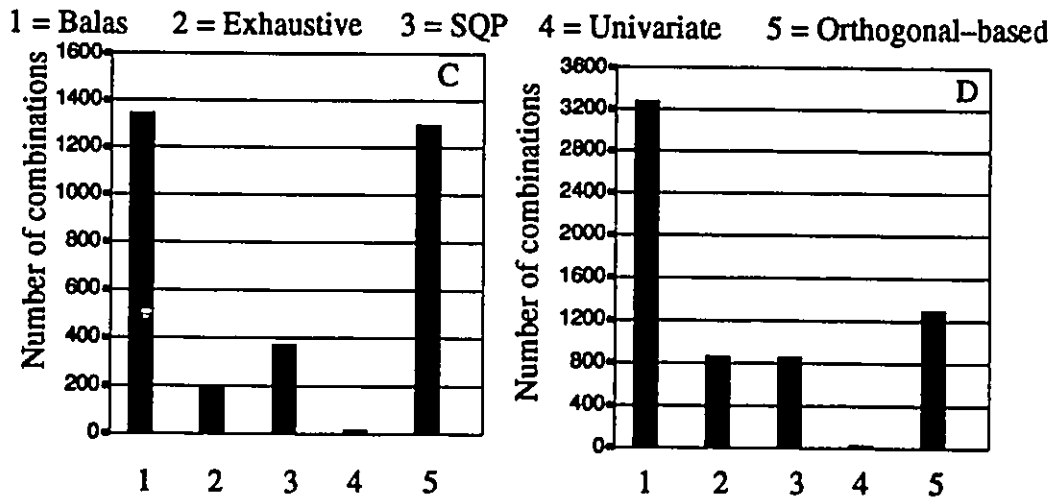 1 = Balas 2 = Exhaustive 3 = SQP 4 = Univariate 5 = Orthogonal-based
C
Number of combinations
1600
1400
1200
1000
800
600
400
200
0
1 2 3 4 5
D
Number of combinations
3600
3200
2800
2400
2000
1600
1200
800
400
0
1 2 3 4 5